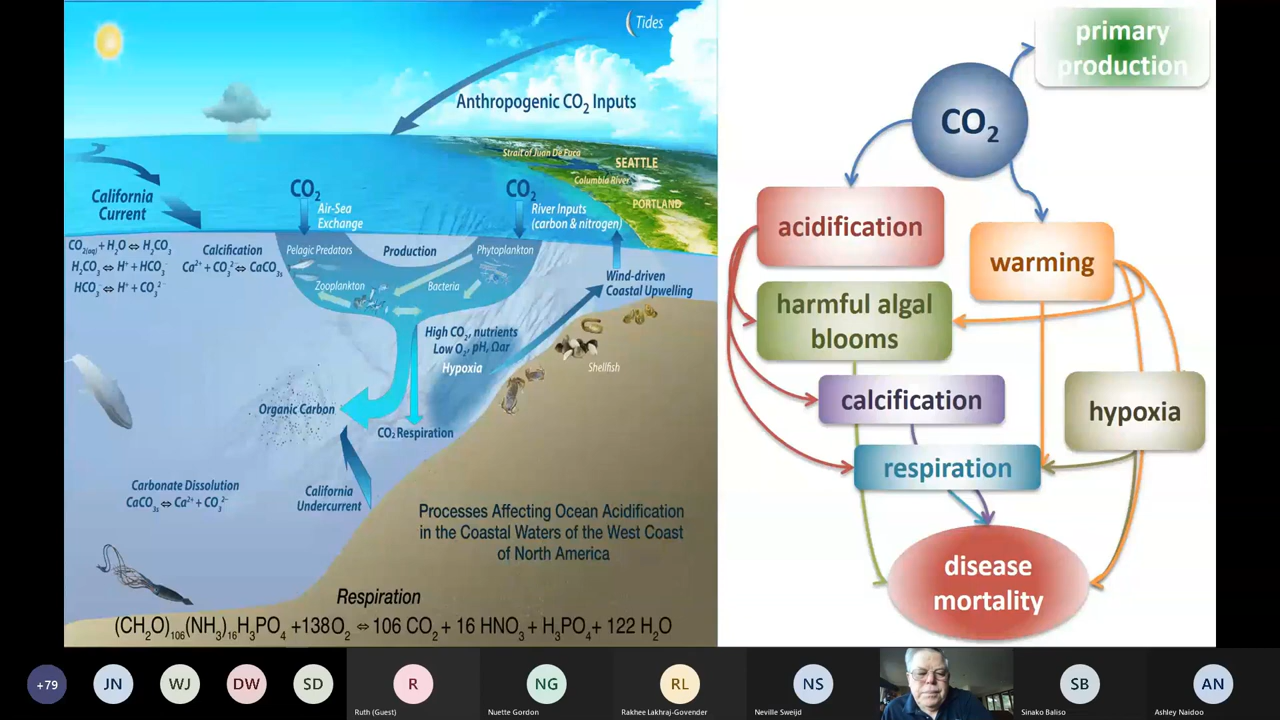 (Tides
Anthropogenic CO₂ Inputs
Strait of Juan De Fuca
SEATTLE
Columbia River
PORTLAND
California
Current
CO₂
Air-Sea
Exchange
CO₂
River Inputs
(carbon & nitrogen)
CO₂₍aq₎ + H₂O ⇔ H₂CO₃
H₂CO₃ ⇔ H⁺ + HCO₃⁻
HCO₃⁻ ⇔ H⁺ + CO₃²⁻
Calcification
Ca²⁺ + CO₃²⁻ ⇔ CaCO₃s
Pelagic Predators
Production
Phytoplankton
Zooplankton
Bacteria
Wind-driven
Coastal Upwelling
High CO₂, nutrients
Low O₂, pH, Ωar
Hypoxia
Shellfish
Organic Carbon
CO₂ Respiration
Carbonate Dissolution
CaCO₃s ⇔ Ca²⁺ + CO₃²⁻
California
Undercurrent
Processes Affecting Ocean Acidification
in the Coastal Waters of the West Coast
of North America
Respiration
(CH₂O)₁₀₆(NH₃)₁₆H₃PO₄ +138O₂ ⇔ 106 CO₂ + 16 HNO₃ + H₃PO₄ + 122 H₂O
primary
production
CO₂
acidification
warming
harmful algal
blooms
calcification
hypoxia
respiration
disease
mortality
+79
JN
WJ
DW
SD
R
Ruth (Guest)
NG
Nuette Gordon
RL
Rakhee Lakhraj-Govender
NS
Neville Sweijd
SB
Sinako Baliso
AN
Ashley Naidoo